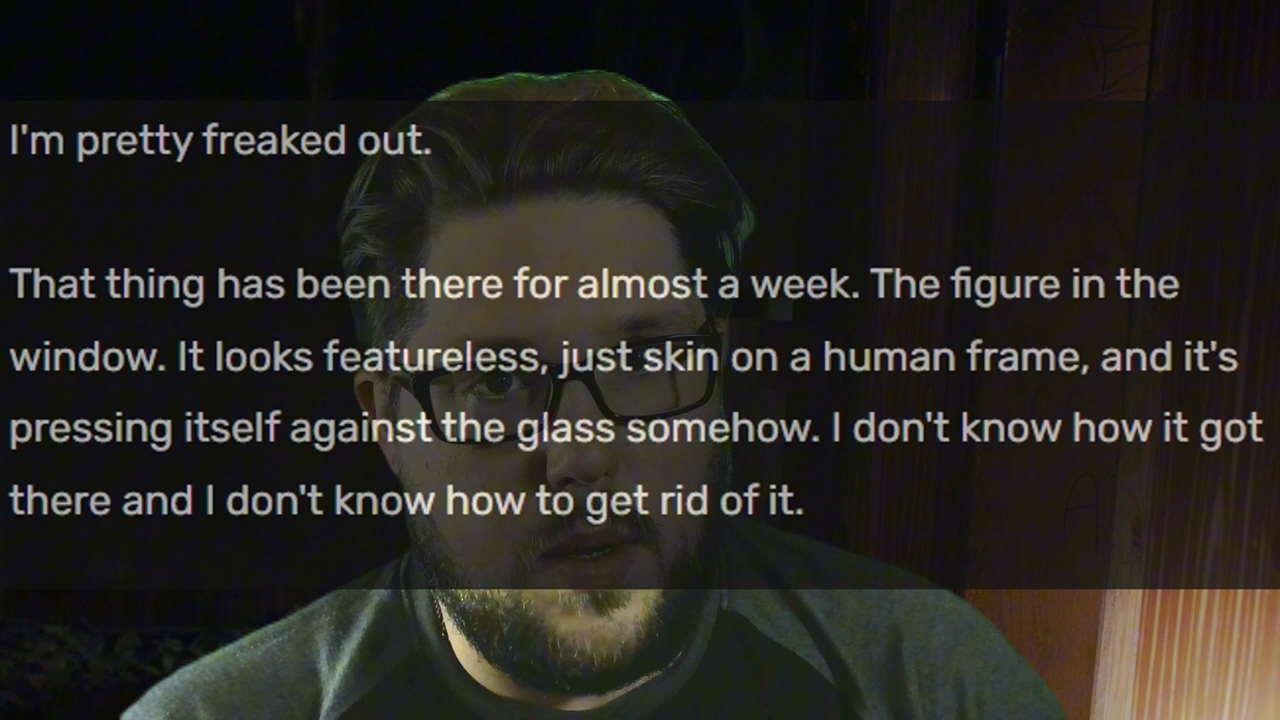 I'm pretty freaked out.
That thing has been there for almost a week. The figure in the
window. It looks featureless, just skin on a human frame, and it's
pressing itself against the glass somehow. I don't know how it got
there and I don't know how to get rid of it.